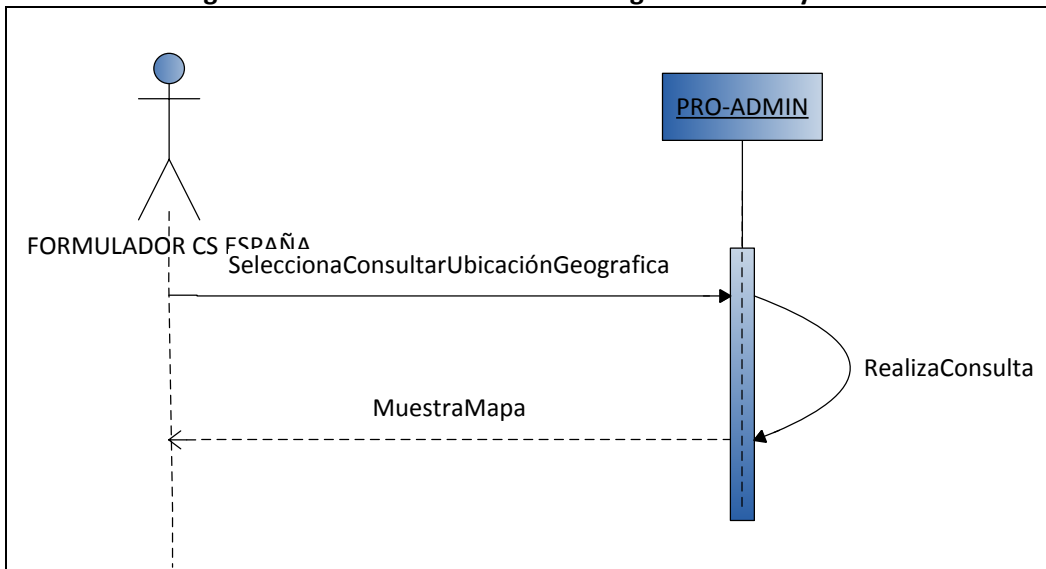 PRO-ADMIN
FORMULADOR CS ESPAÑA
SeleccionaConsultarUbicaciónGeografica
RealizaConsulta
MuestraMapa